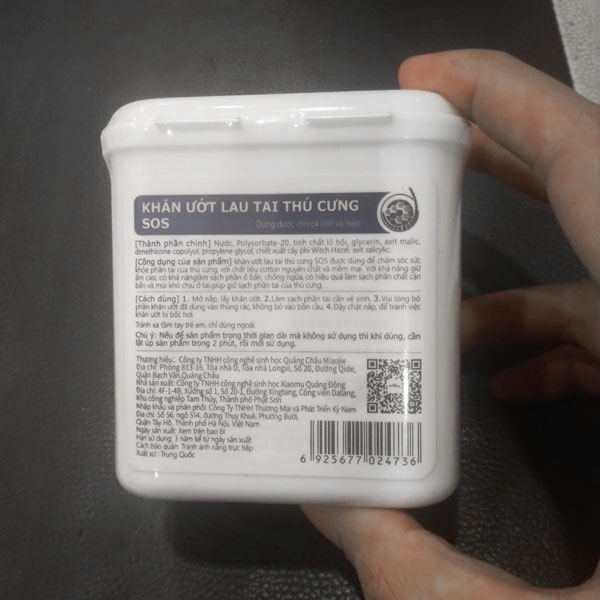 KHĂN ƯỚT LAU TAI THÚ CƯNG
SOS
Dùng được cho cả chó và mèo
[Thành phần chính] Nước, Polysorbate-20, tinh chất lô hội, glycerin, axit malic,
dimethicone copolyol, propylene glycol, chiết xuất cây phỉ Witch Hazel, axit salicylic.
[Công dụng của sản phẩm] khăn ướt lau tai thú cưng SOS được dùng để chăm sóc sức
khỏe phần tai của thú cưng, với chất liệu cotton nguyên chất và mềm mại. Với khả năng giữ
ẩm cao, có khả năng làm sạch phần ố bẩn, chống ngứa, có hiệu quả làm sạch phần chất cặn
bẩn và mùi khó chịu ở tai, giúp giữ sạch phần tai của thú cưng.
[Cách dùng] 1. Mở nắp, lấy khăn ướt. 2. Làm sạch phần tai cần vệ sinh. 3. Vui lòng bỏ
phần khăn ướt đã dùng vào thùng rác, không bỏ vào bồn cầu. 4. Đậy chặt nắp, để tránh việc
khăn ướt bị bốc hơi.
Tránh xa tầm tay trẻ em, chỉ dùng ngoài.
Chú ý: Nếu để sản phẩm trong thời gian dài mà không sử dụng thì khi dùng, cần
lật úp sản phẩm trong 2 phút, rồi mới sử dụng.
Thương hiệu: Công ty TNHH công nghệ sinh học Quảng Châu Miaojie
Địa chỉ: Phòng 813-16, Tòa nhà D, Tòa nhà Longxi, Số 20, Đường Qide,
Quận Bạch Vân, Quảng Châu
Nhà sản xuất: Công ty TNHH công nghệ sinh học Xiaomu Quảng Đông
Địa chỉ: 4F-1-4B, Xưởng số 1, Số 20-1, Đường Xingtang, Công viên Datang,
Khu công nghiệp Tam Thủy, Thành phố Phật Sơn
Nhập khẩu và phân phối: Công ty TNHH Thương Mại và Phát Triển Kỳ Nam
Địa chỉ: Số 56, ngõ 514, đường Thụy Khuê, Phường Bưởi,
Quận Tây Hồ, Thành phố Hà Nội, Việt Nam
Ngày sản xuất: Xem trên bao bì
Hạn sử dụng: 3 năm kể từ ngày sản xuất
Cách bảo quản: Tránh ánh nắng trực tiếp
Xuất xứ: Trung Quốc
6 925677 024736